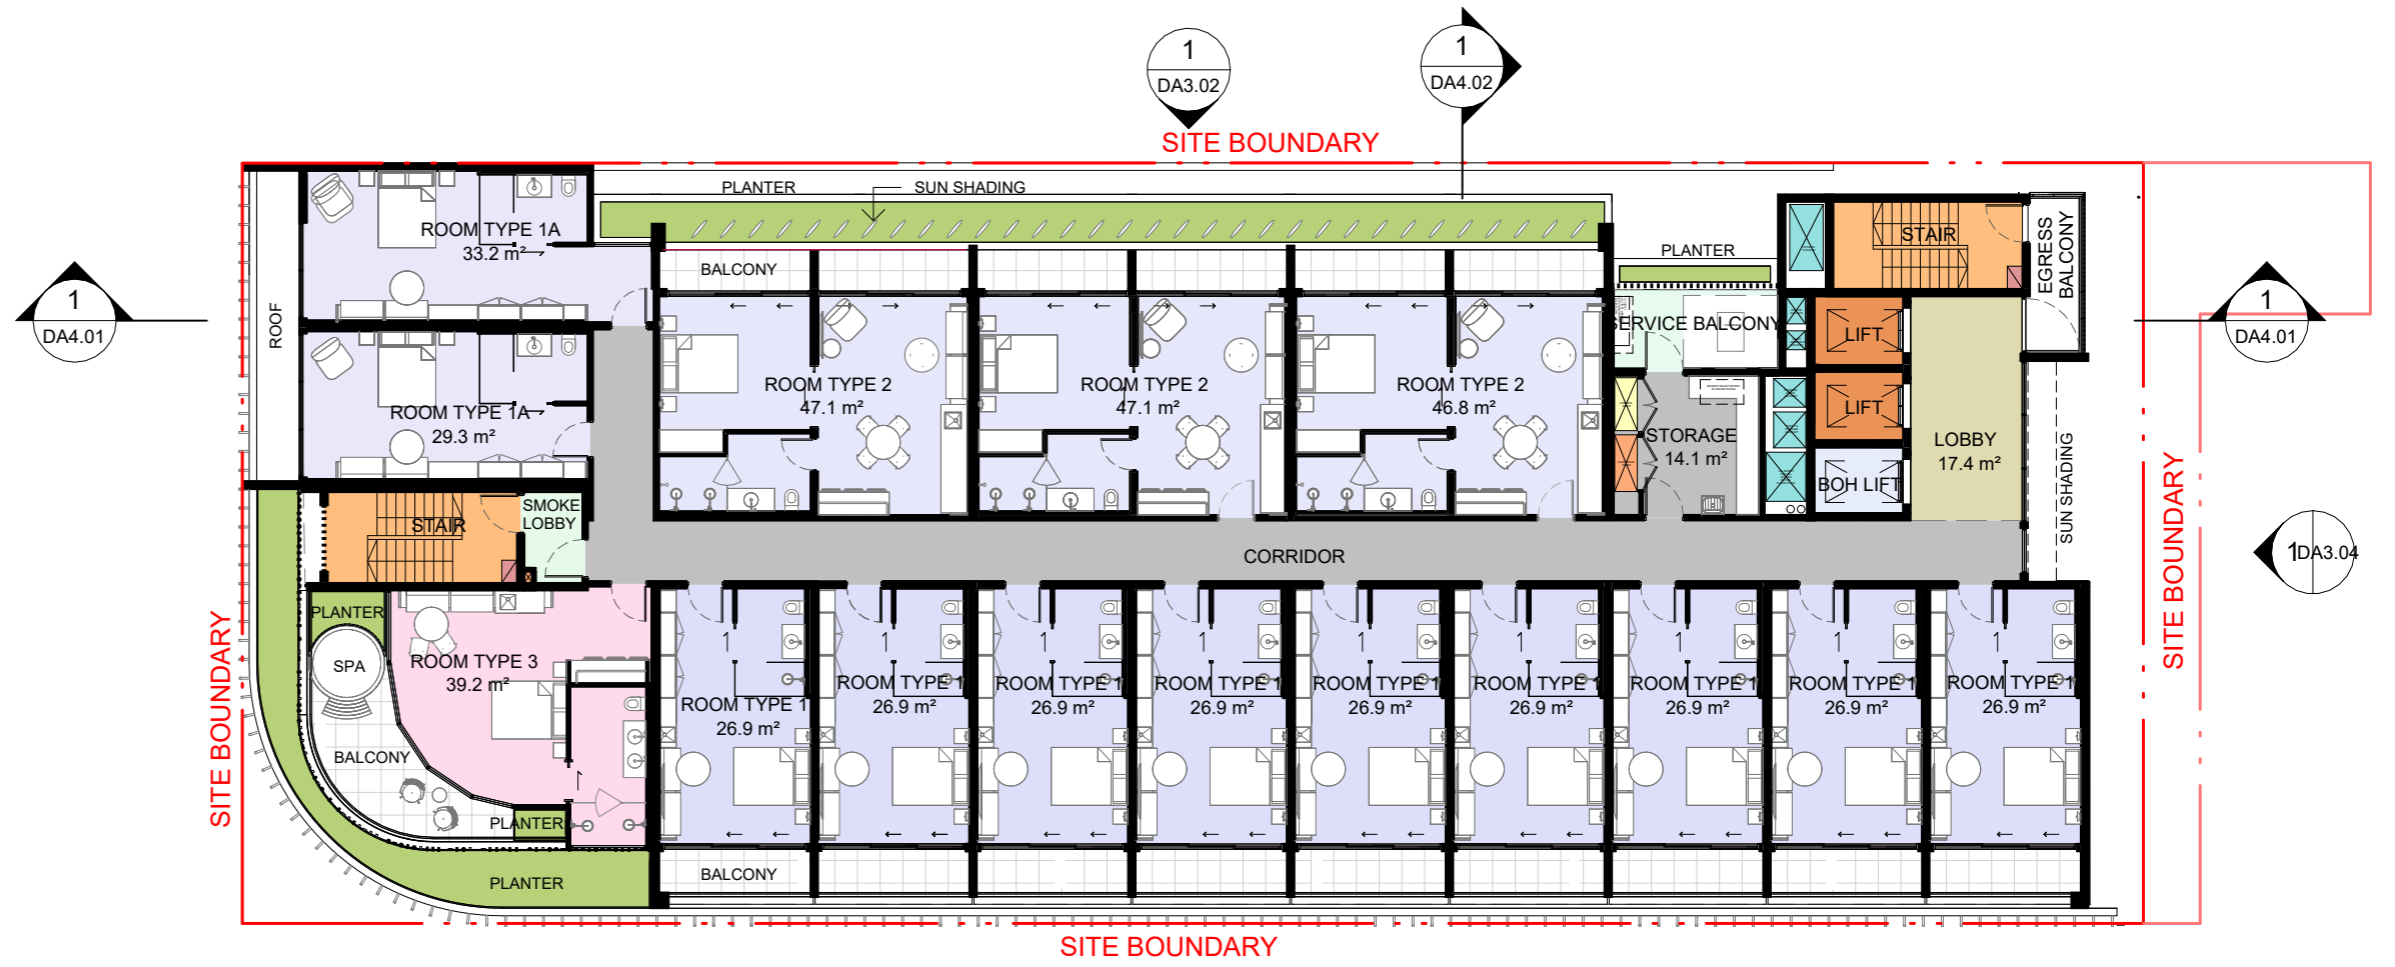 1
DA3.02
1
DA4.02
SITE BOUNDARY
PLANTER
SUN SHADING
ROOM TYPE 1A
33.2 m²
BALCONY
PLANTER
STAIR
EGRESS
BALCONY
1
DA4.01
ROOF
SERVICE BALCONY
LIFT
1
DA4.01
ROOM TYPE 1A
29.3 m²
ROOM TYPE 2
47.1 m²
ROOM TYPE 2
47.1 m²
ROOM TYPE 2
46.8 m²
STORAGE
14.1 m²
LIFT
LOBBY
17.4 m²
BOH LIFT
SUN SHADING
SITE BOUNDARY
STAIR
SMOKE
LOBBY
CORRIDOR
1
DA3.04
PLANTER
SPA
ROOM TYPE 3
39.2 m²
BALCONY
PLANTER
PLANTER
SITE BOUNDARY
ROOM TYPE 1
26.9 m²
ROOM TYPE 1
26.9 m²
ROOM TYPE 1
26.9 m²
ROOM TYPE 1
26.9 m²
ROOM TYPE 1
26.9 m²
ROOM TYPE 1
26.9 m²
ROOM TYPE 1
26.9 m²
ROOM TYPE 1
26.9 m²
ROOM TYPE 1
26.9 m²
BALCONY
SITE BOUNDARY